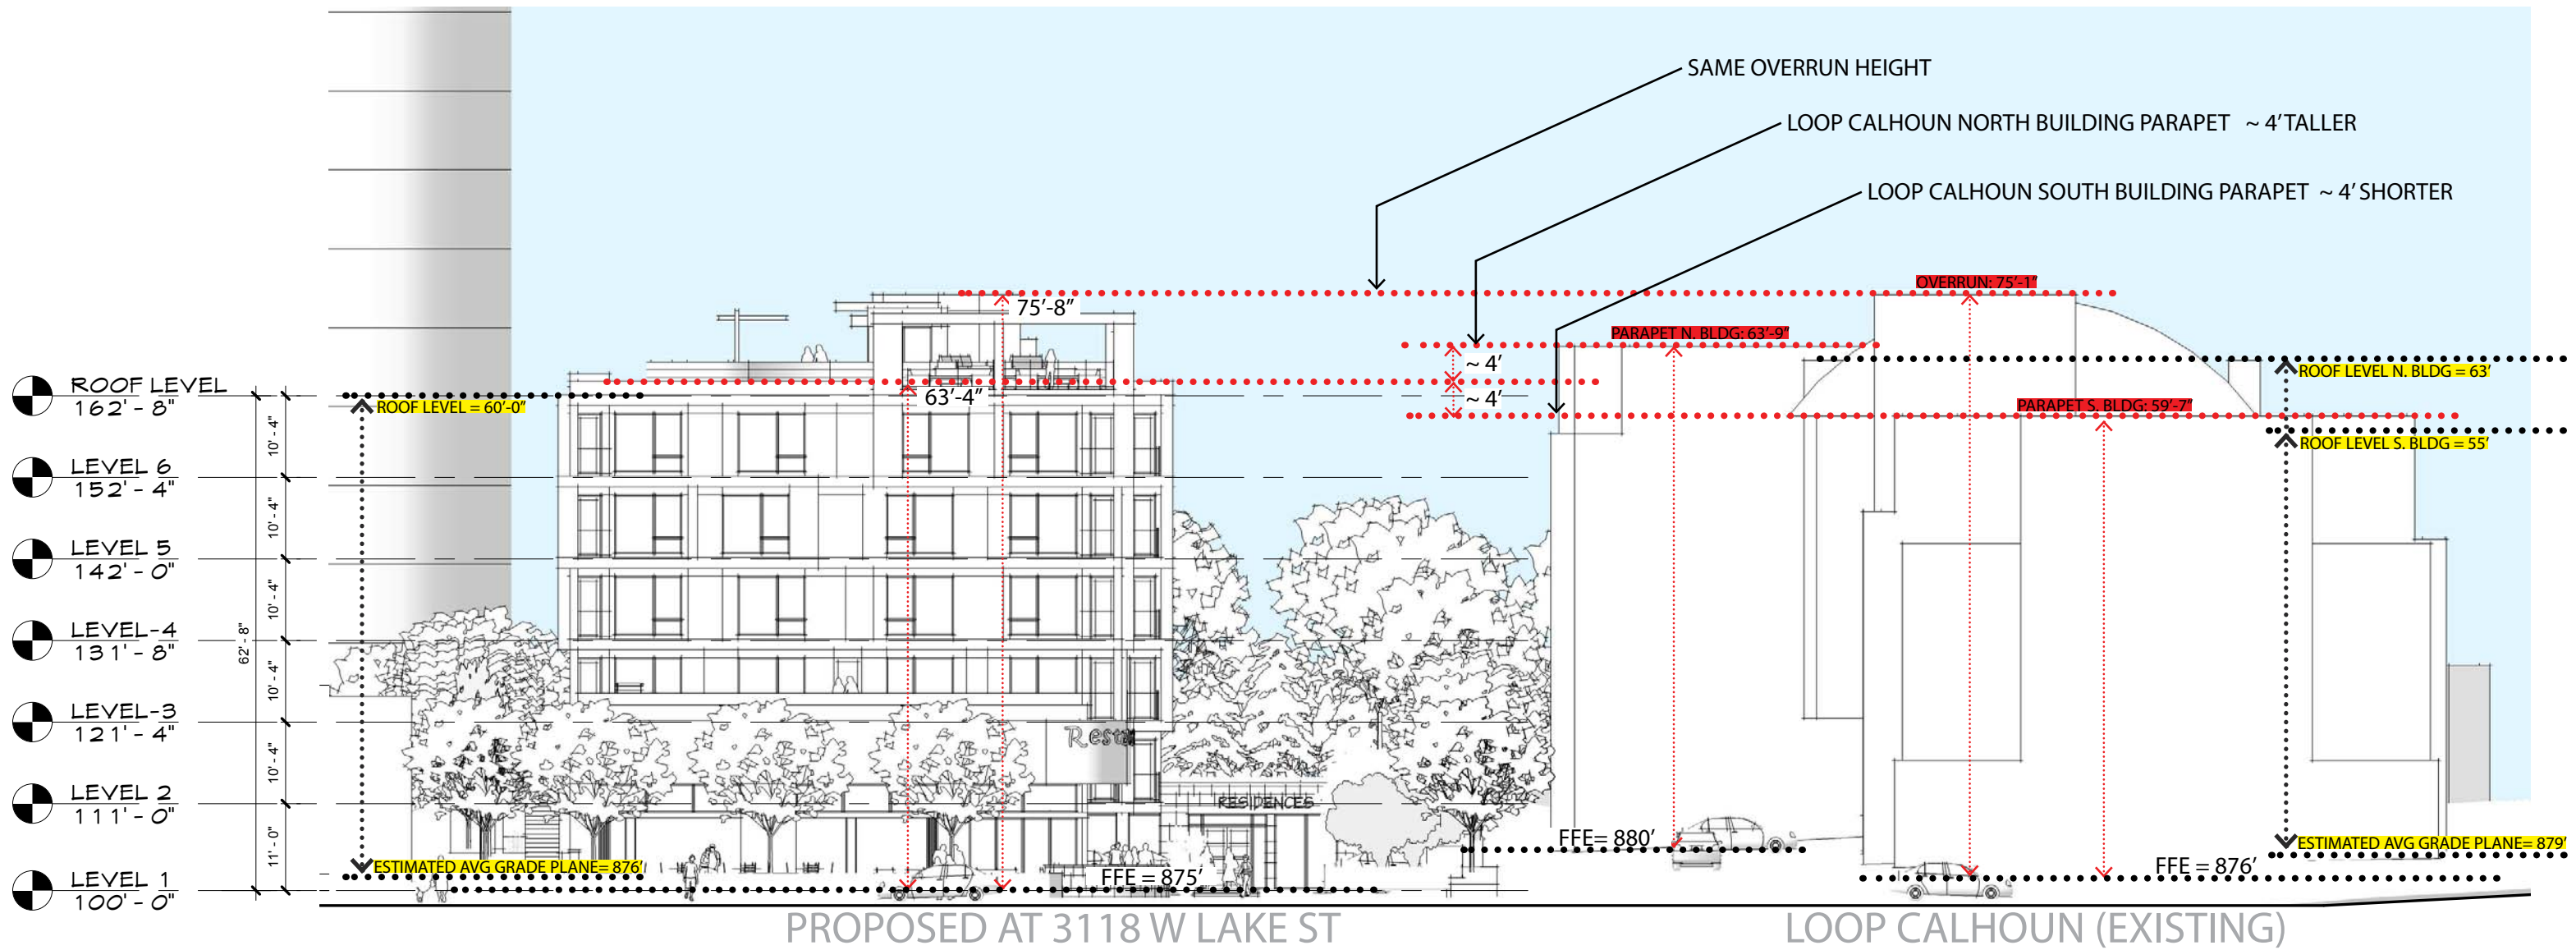 SAME OVERRUN HEIGHT
LOOP CALHOUN NORTH BUILDING PARAPET ~ 4' TALLER
LOOP CALHOUN SOUTH BUILDING PARAPET ~ 4' SHORTER
OVERRUN: 75'-1"
75'-8"
PARAPET N. BLDG: 63'-9"
~ 4'
ROOF LEVEL N. BLDG = 63'
ROOF LEVEL
162' - 8"
ROOF LEVEL = 60'-0"
63'-4"
~ 4'
PARAPET S. BLDG: 59'-7"
10' - 4"
ROOF LEVEL S. BLDG = 55'
LEVEL 6
152' - 4"
10' - 4"
LEVEL 5
142' - 0"
10' - 4"
LEVEL-4
131' - 8"
62' - 8"
10' - 4"
LEVEL-3
121' - 4"
Resta
10' - 4"
LEVEL 2
111' - 0"
RESIDENCES
11' - 0"
FFE= 880'
ESTIMATED AVG GRADE PLANE= 879'
ESTIMATED AVG GRADE PLANE= 876'
FFE = 875'
FFE = 876'
LEVEL 1
100' - 0"
PROPOSED AT 3118 W LAKE ST
LOOP CALHOUN (EXISTING)